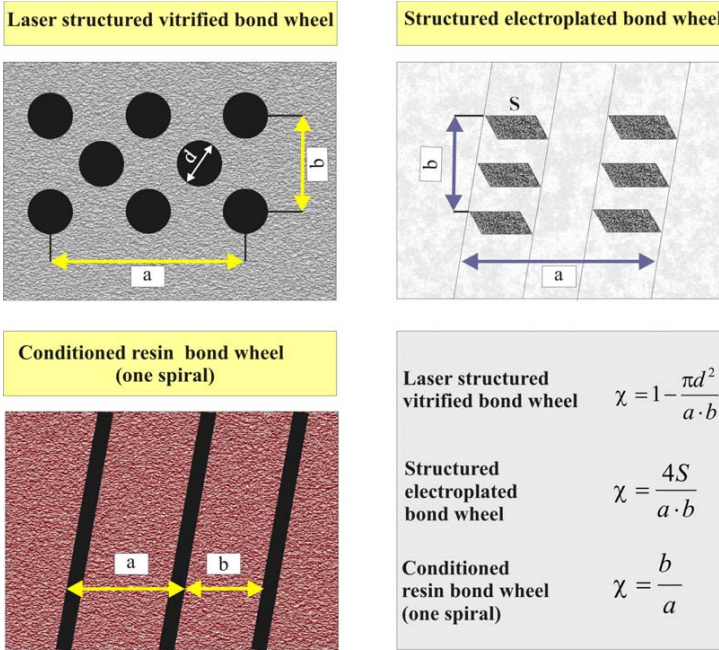 Laser structured vitrified bond wheel
Structured electroplated bond wheel
d
b
a
S
b
a
Conditioned resin bond wheel
(one spiral)
a
b
Laser structured
vitrified bond wheel
χ = 1 − πd² / a · b
Structured
electroplated
bond wheel
χ = 4S / a · b
Conditioned
resin bond wheel
(one spiral)
χ = b / a